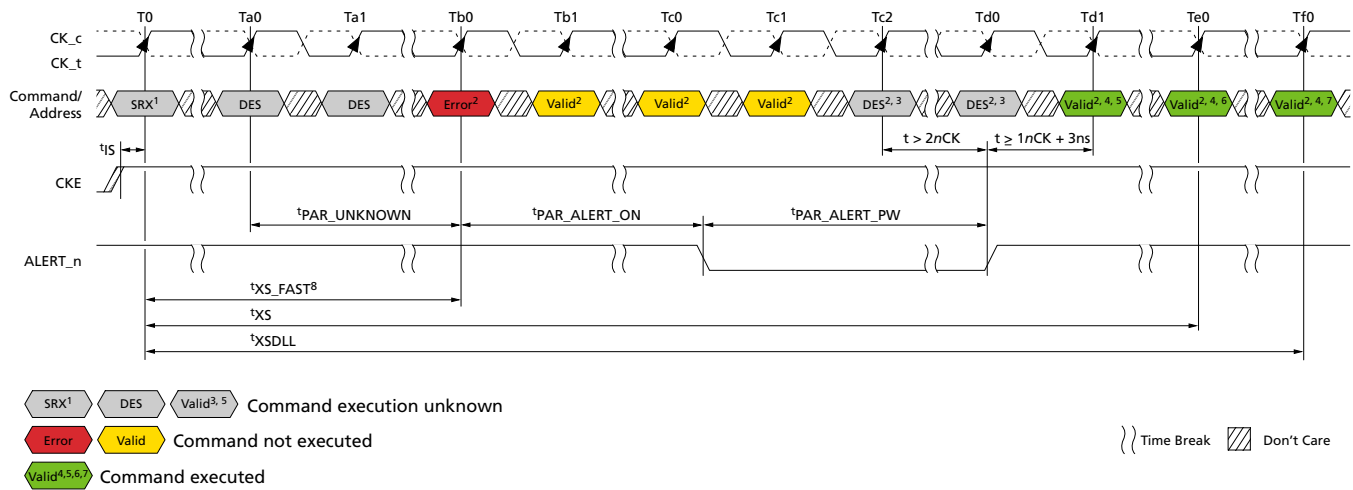 T0 Ta0 Ta1 Tb0 Tb1 Tc0 Tc1 Tc2 Td0 Td1 Te0 Tf0
CK_c
CK_t
Command/
Address
SRX¹ DES DES Error² Valid² Valid² Valid² DES², ³ DES², ³ Valid², ⁴, ⁵ Valid², ⁴, ⁶ Valid², ⁴, ⁷
ᵗIS t > 2nCK t ≥ 1nCK + 3ns
CKE
ᵗPAR_UNKNOWN ᵗPAR_ALERT_ON ᵗPAR_ALERT_PW
ALERT_n
ᵗXS_FAST⁸
ᵗXS
ᵗXSDLL
SRX¹ DES Valid³, ⁵ Command execution unknown
Error Valid Command not executed Time Break Don't Care
Valid⁴,⁵,⁶,⁷ Command executed